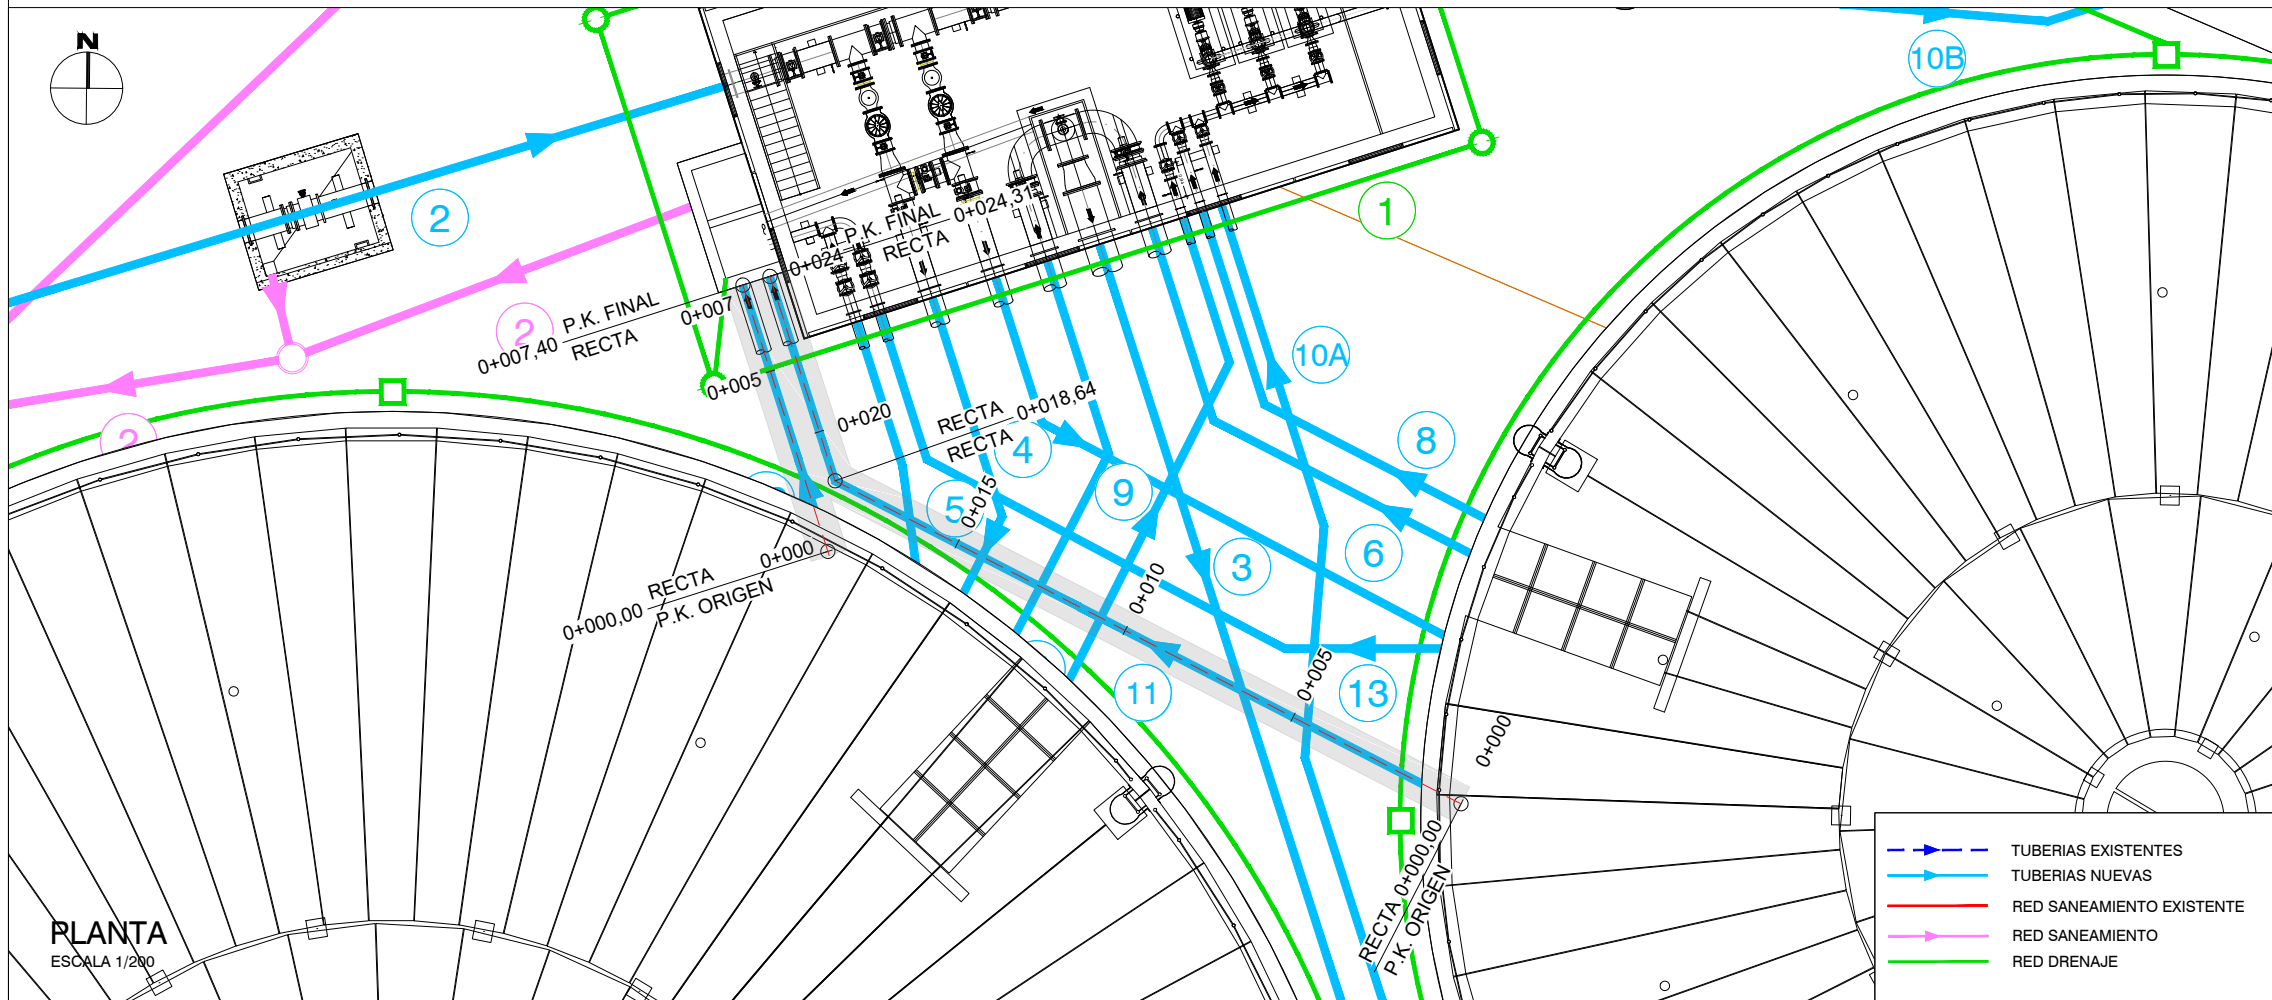 N
10B
2
1
P.K. FINAL
0+024,31
RECTA
0+024
P.K. FINAL
0+007
2
0+007,40
RECTA
10A
0+005
0+020
RECTA
0+018,64
RECTA
4
8
2
9
5
0+015
6
3
0+000
RECTA
0+000,00
P.K. ORIGEN
0+010
11
0+005
13
0+000
RECTA 0+000,00
P.K. ORIGEN
PLANTA
ESCALA 1/200
TUBERIAS EXISTENTES
TUBERIAS NUEVAS
RED SANEAMIENTO EXISTENTE
RED SANEAMIENTO
RED DRENAJE